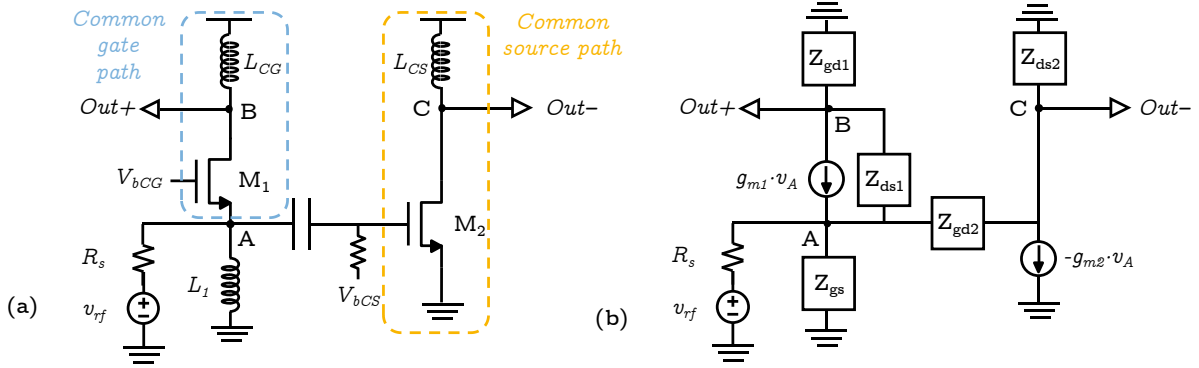 Common
gate
path
Common
source path
L_CG
L_CS
Out+
B
C
Out−
V_bCG
M_1
A
M_2
R_s
L_1
V_bCS
v_rf
(a)
Z_gd1
Z_ds2
Out+
B
C
Out−
g_m1·v_A
Z_ds1
A
Z_gd2
R_s
Z_gs
-g_m2·v_A
v_rf
(b)